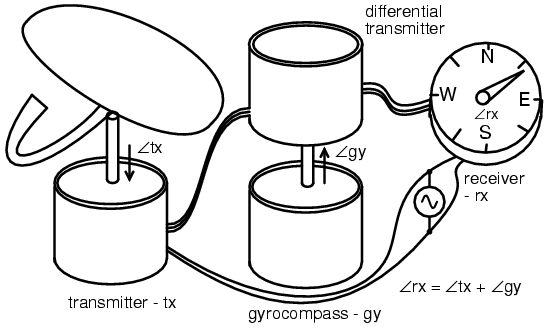 differential
transmitter
N
W
E
S
∠rx
∠tx
∠gy
receiver
- rx
∠rx = ∠tx + ∠gy
transmitter - tx
gyrocompass - gy